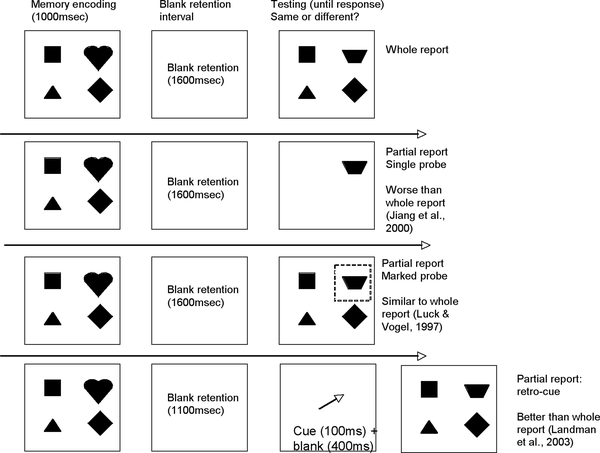 Memory encoding
(1000msec)
Blank retention
interval
Testing (until response)
Same or different?
Blank retention
(1600msec)
Whole report
Blank retention
(1600msec)
Partial report
Single probe
Worse than
whole report
(Jiang et al.,
2000)
Blank retention
(1600msec)
Partial report
Marked probe
Similar to whole
report (Luck &
Vogel, 1997)
Blank retention
(1100msec)
Cue (100ms) +
blank (400ms)
Partial report:
retro-cue
Better than whole
report (Landman
et al., 2003)